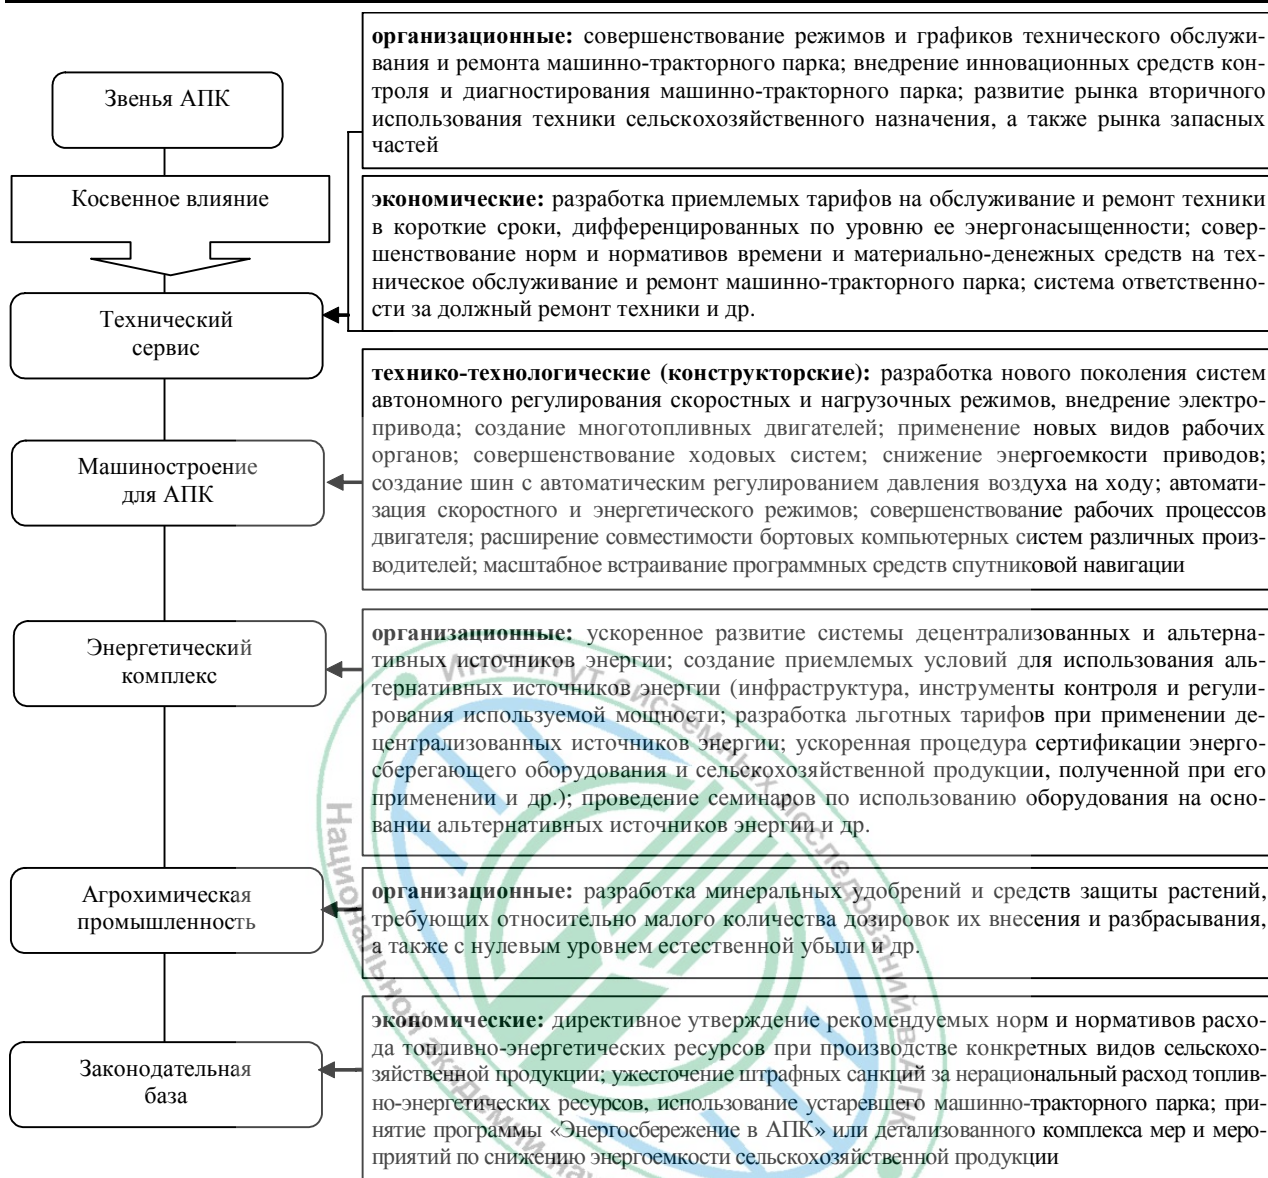 Звенья АПК
Косвенное влияние
организационные: совершенствование режимов и графиков технического обслужи-
вания и ремонта машинно-тракторного парка; внедрение инновационных средств кон-
троля и диагностирования машинно-тракторного парка; развитие рынка вторичного
использования техники сельскохозяйственного назначения, а также рынка запасных
частей
экономические: разработка приемлемых тарифов на обслуживание и ремонт техники
в короткие сроки, дифференцированных по уровню ее энергонасыщенности; совер-
шенствование норм и нормативов времени и материально-денежных средств на тех-
ническое обслуживание и ремонт машинно-тракторного парка; система ответственно-
сти за должный ремонт техники и др.
Технический
сервис
технико-технологические (конструкторские): разработка нового поколения систем
автономного регулирования скоростных и нагрузочных режимов, внедрение электро-
привода; создание многотопливных двигателей; применение новых видов рабочих
органов; совершенствование ходовых систем; снижение энергоемкости приводов;
создание шин с автоматическим регулированием давления воздуха на ходу; автомати-
зация скоростного и энергетического режимов; совершенствование рабочих процессов
двигателя; расширение совместимости бортовых компьютерных систем различных произ-
водителей; масштабное встраивание программных средств спутниковой навигации
Машиностроение
для АПК
организационные: ускоренное развитие системы децентрализованных и альтерна-
тивных источников энергии; создание приемлемых условий для использования аль-
тернативных источников энергии (инфраструктура, инструменты контроля и регули-
рования используемой мощности; разработка льготных тарифов при применении де-
централизованных источников энергии; ускоренная процедура сертификации энерго-
сберегающего оборудования и сельскохозяйственной продукции, полученной при его
применении и др.); проведение семинаров по использованию оборудования на осно-
вании альтернативных источников энергии и др.
Энергетический
комплекс
организационные: разработка минеральных удобрений и средств защиты растений,
требующих относительно малого количества дозировок их внесения и разбрасывания,
а также с нулевым уровнем естественной убыли и др.
Агрохимическая
промышленность
экономические: директивное утверждение рекомендуемых норм и нормативов расхо-
да топливно-энергетических ресурсов при производстве конкретных видов сельскохо-
зяйственной продукции; ужесточение штрафных санкций за нерациональный расход топлив-
но-энергетических ресурсов, использование устаревшего машинно-тракторного парка; при-
нятие программы «Энергосбережение в АПК» или детализованного комплекса мер и меро-
приятий по снижению энергоемкости сельскохозяйственной продукции
Законодательная
база
Институт системных исследований в АПК
Национальной академии